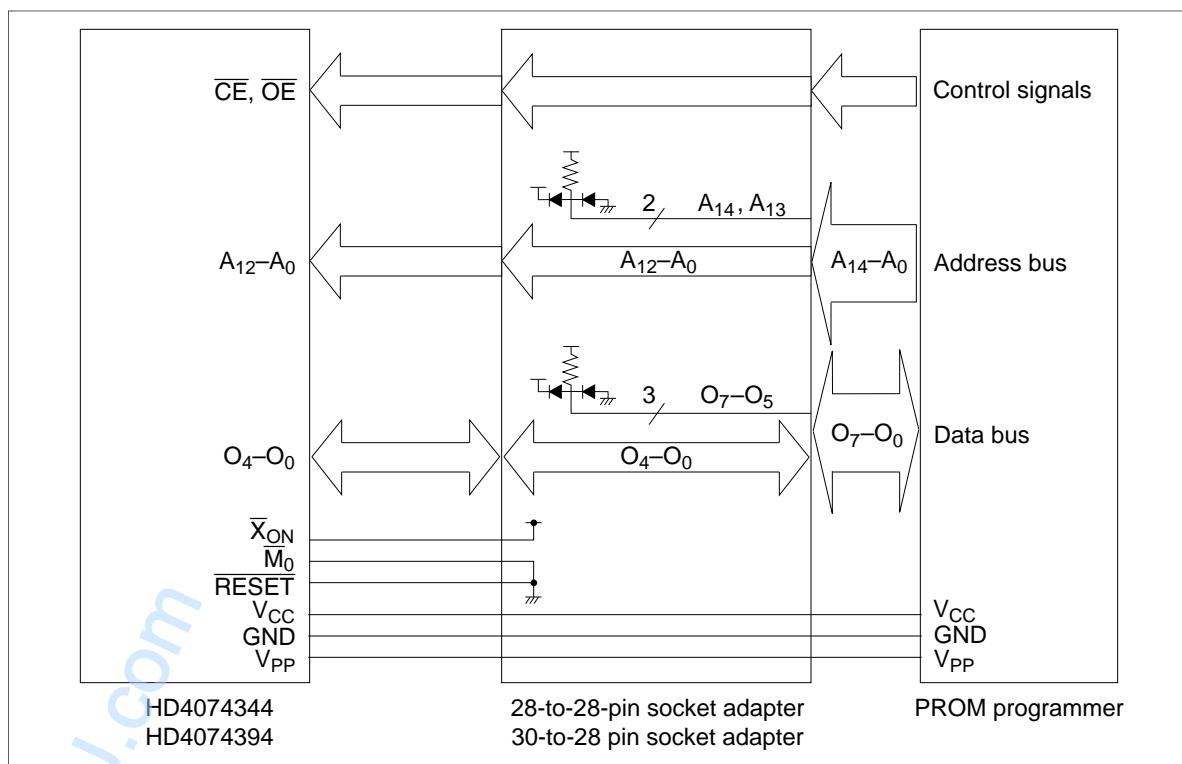 CE, OE
Control signals
2 A14, A13
A12–A0
A12–A0
A14–A0
Address bus
3 O7–O5
O4–O0
O4–O0
O7–O0
Data bus
XON
M0
RESET
VCC
VCC
GND
GND
VPP
VPP
HD4074344
28-to-28-pin socket adapter
PROM programmer
HD4074394
30-to-28 pin socket adapter
.com